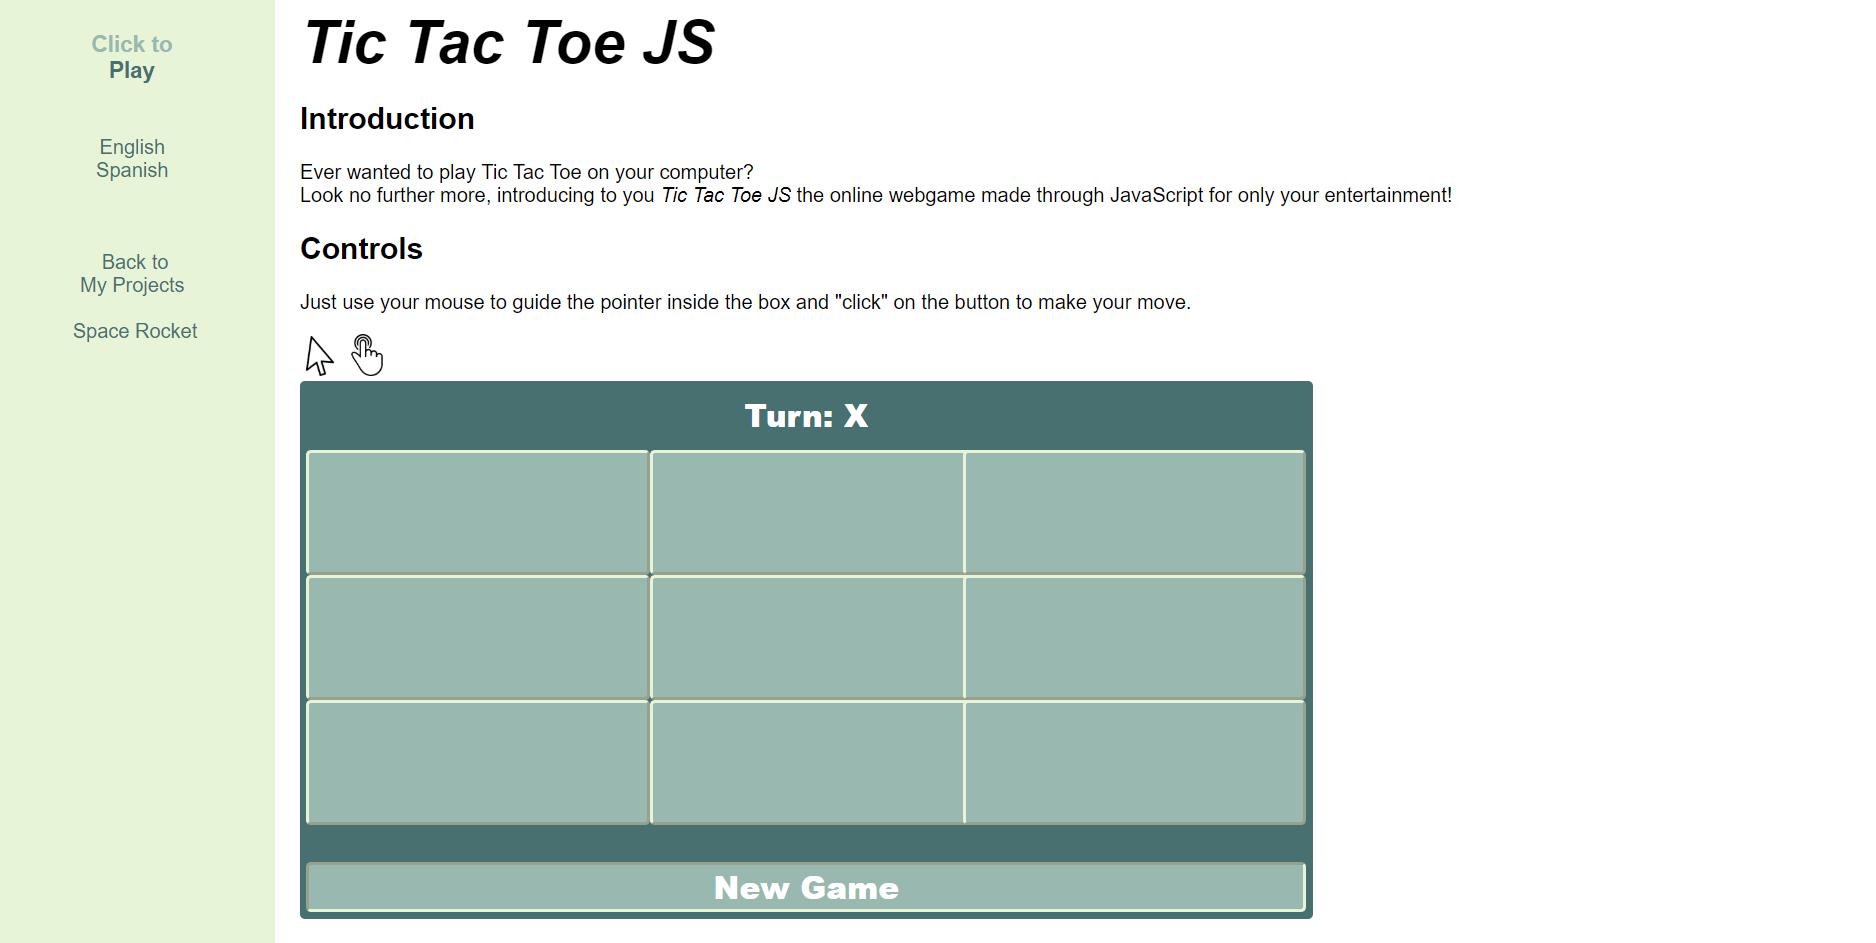 Click to
Play
English
Spanish
Back to
My Projects
Space Rocket
Tic Tac Toe JS
Introduction
Ever wanted to play Tic Tac Toe on your computer?
Look no further more, introducing to you Tic Tac Toe JS the online webgame made through JavaScript for only your entertainment!
Controls
Just use your mouse to guide the pointer inside the box and "click" on the button to make your move.
Turn: X
New Game